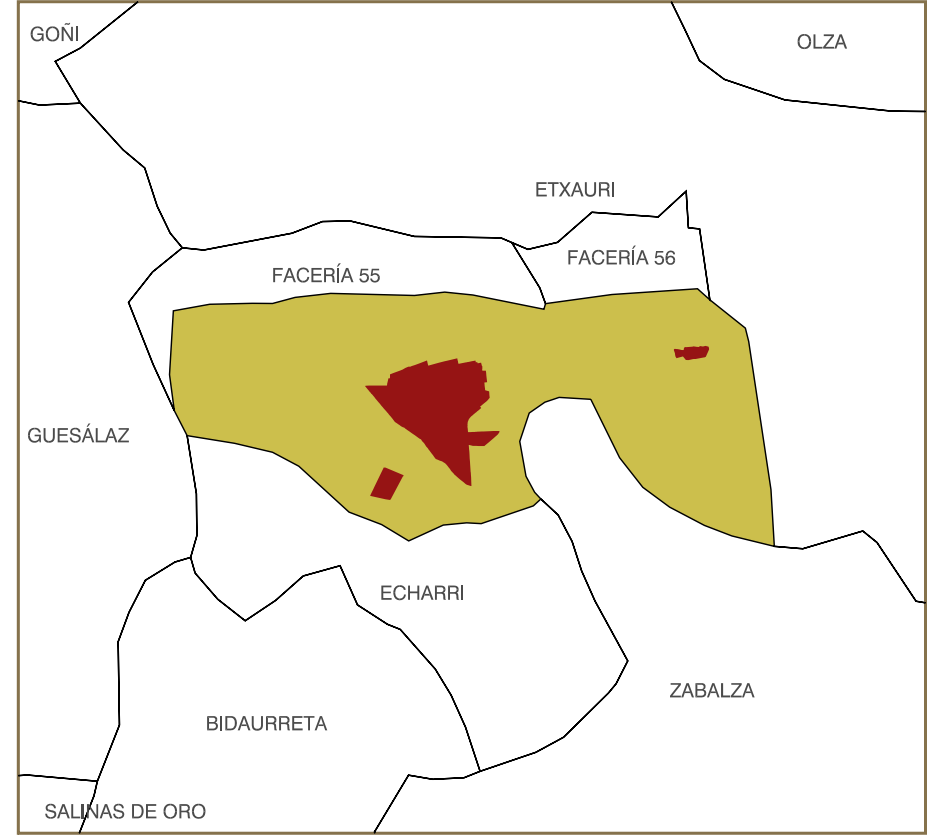 GOÑI
OLZA
ETXAURI
FACERÍA 56
FACERÍA 55
GUESÁLAZ
ECHARRI
ZABALZA
BIDAURRETA
SALINAS DE ORO